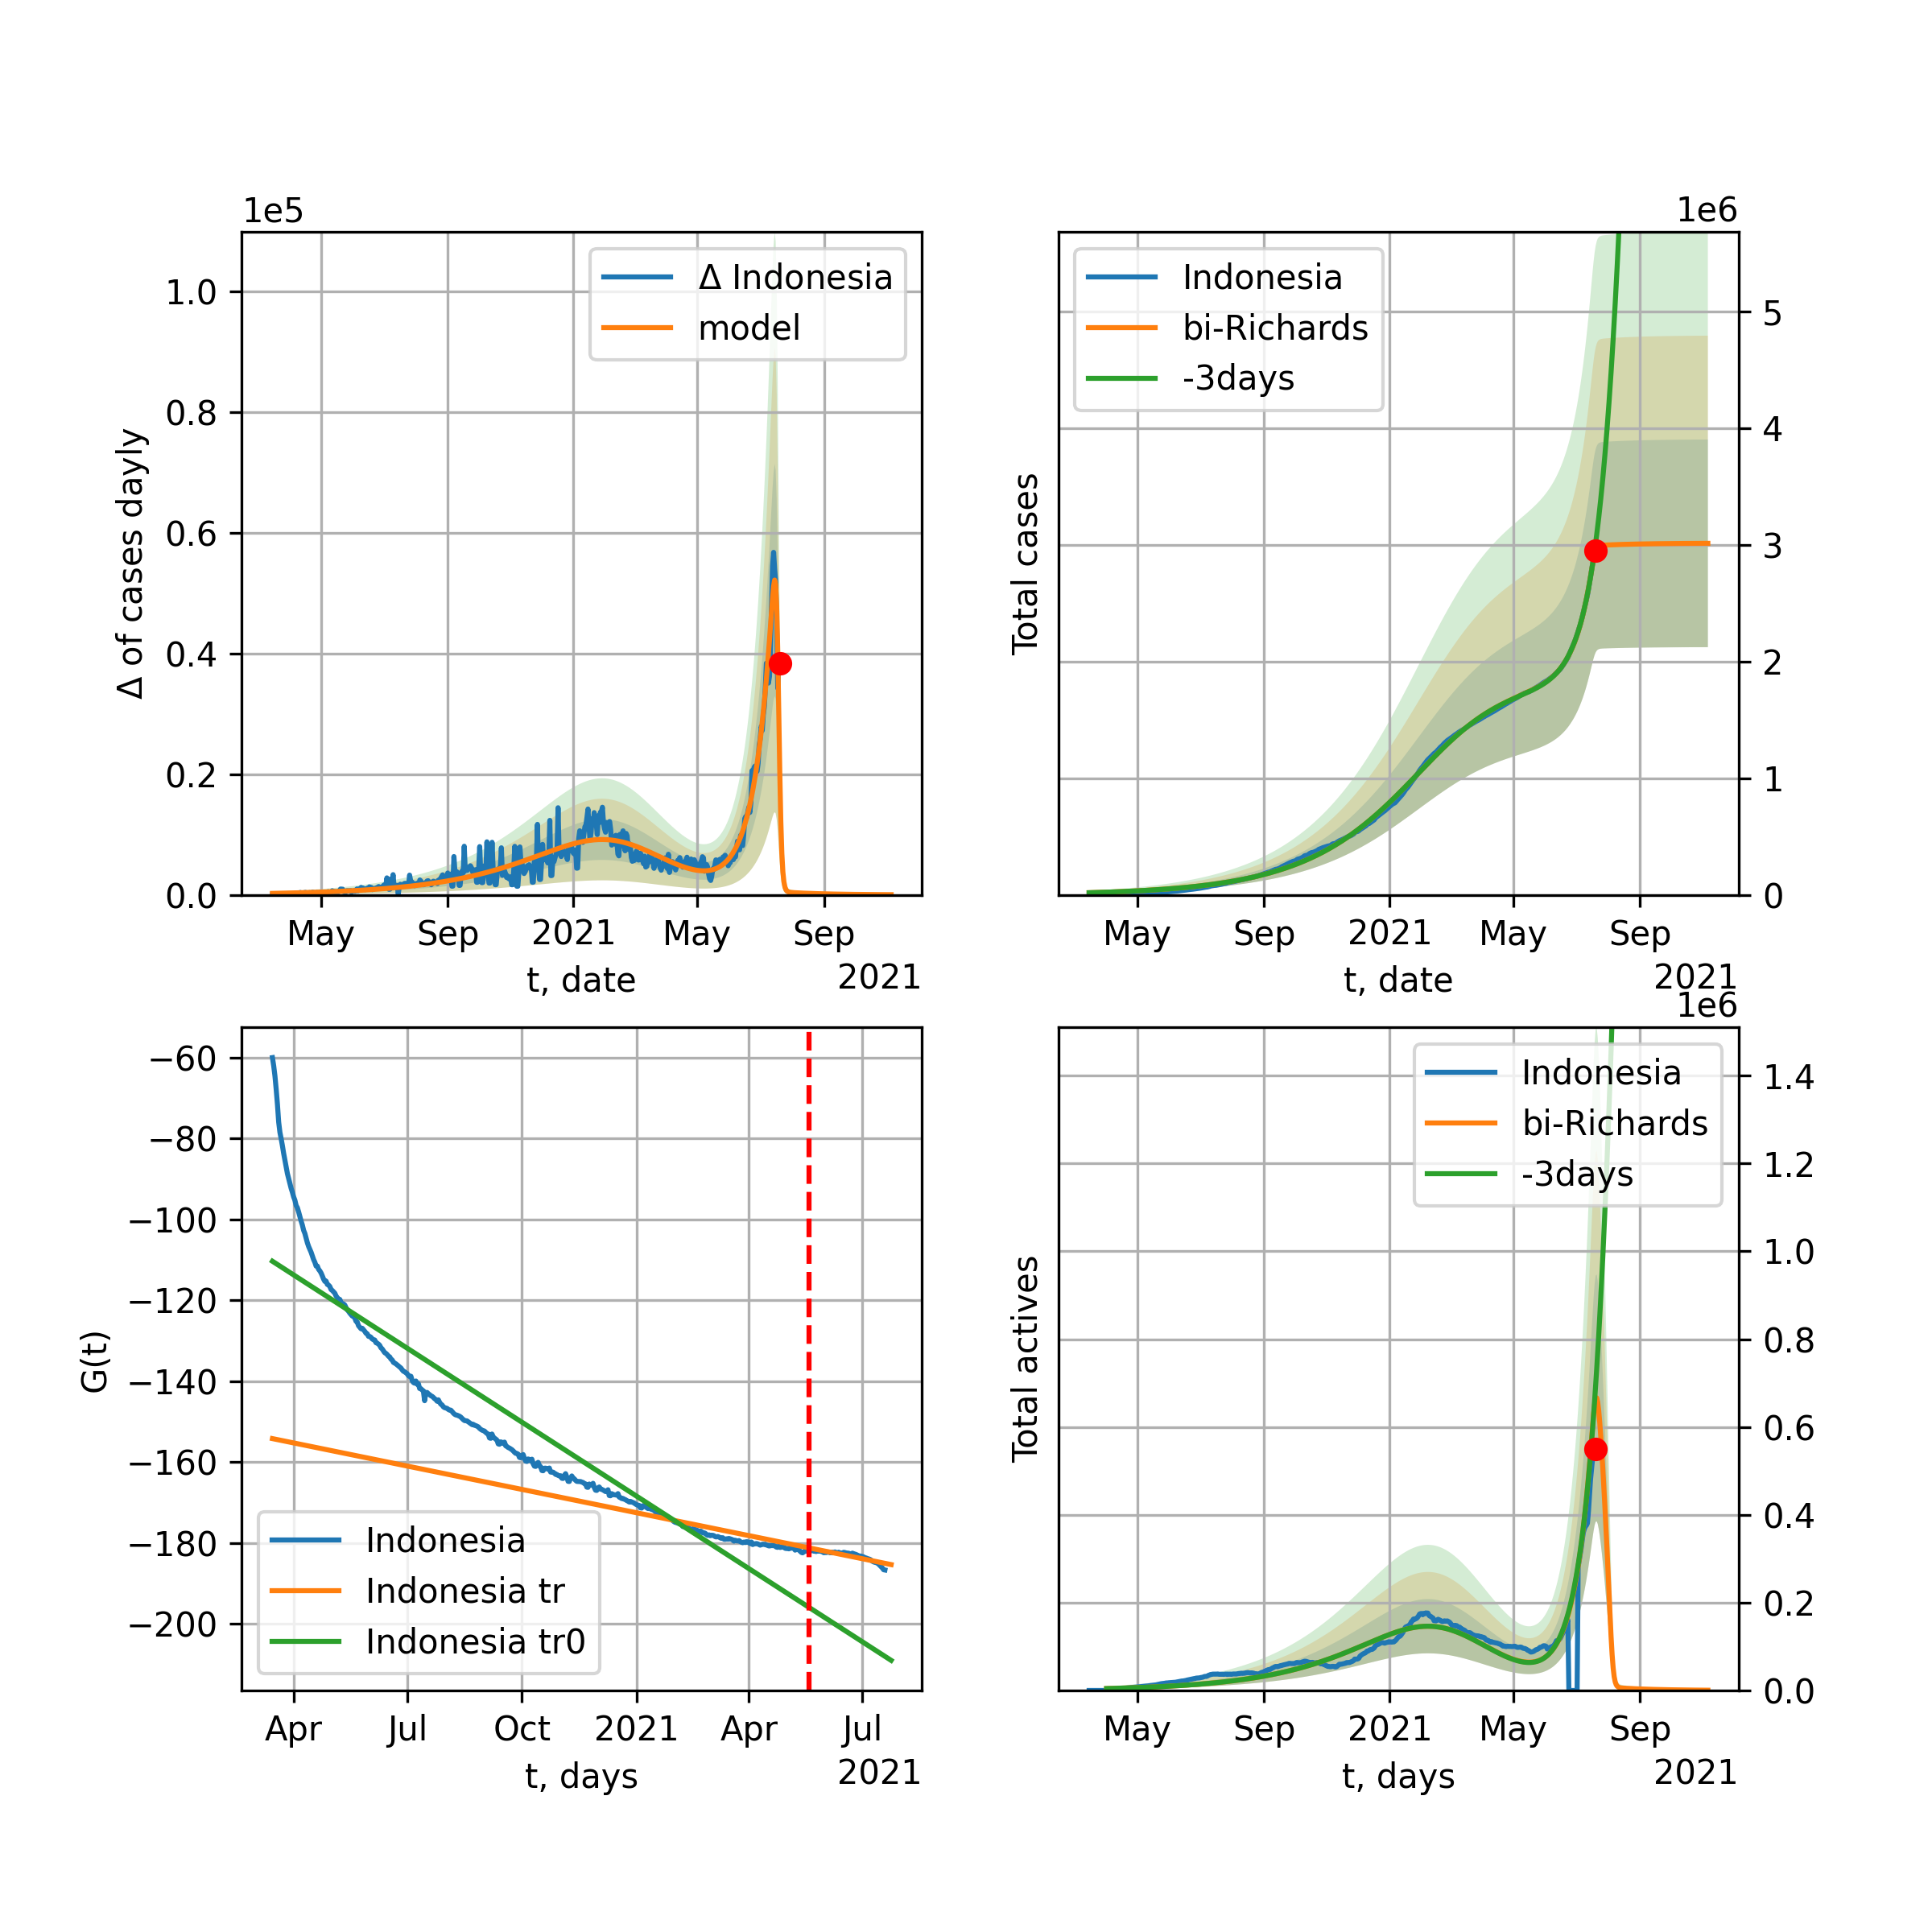 1e5
Δ Indonesia
model
1.0
0.8
0.6
0.4
0.2
0.0
Δ of cases dayly
May Sep 2021 May Sep
t, date
2021
1e6
Indonesia
bi-Richards
-3days
5
4
3
2
1
0
Total cases
May Sep 2021 May Sep
t, date
2021
−60
−80
−100
−120
−140
−160
−180
−200
G(t)
Indonesia
Indonesia tr
Indonesia tr0
Apr Jul Oct 2021 Apr Jul
t, days
2021
1e6
Indonesia
bi-Richards
-3days
1.4
1.2
1.0
0.8
0.6
0.4
0.2
0.0
Total actives
May Sep 2021 May Sep
t, days
2021